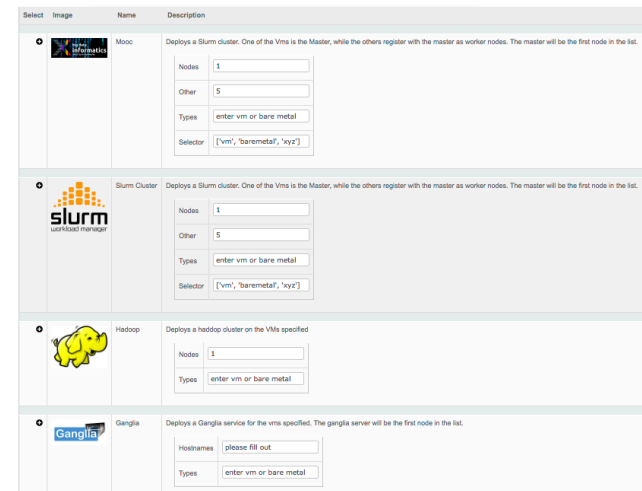 Select Image Name Description
Big Data
Informatics
Mooc
Deploys a Slurm cluster. One of the Vms is the Master, while the others register with the master as worker nodes. The master will be the first node in the list.
Nodes 1
Other 5
Types enter vm or bare metal
Selector ['vm', 'baremetal', 'xyz']
slurm
workload manager
Slurm Cluster
Deploys a Slurm cluster. One of the Vms is the Master, while the others register with the master as worker nodes. The master will be the first node in the list.
Nodes 1
Other 5
Types enter vm or bare metal
Selector ['vm', 'baremetal', 'xyz']
Hadoop
Deploys a haddop cluster on the VMs specified
Nodes 1
Types enter vm or bare metal
Ganglia
Ganglia
Deploys a Ganglia service for the vms specified. The ganglia server will be the first node in the list.
Hostnames please fill out
Types enter vm or bare metal